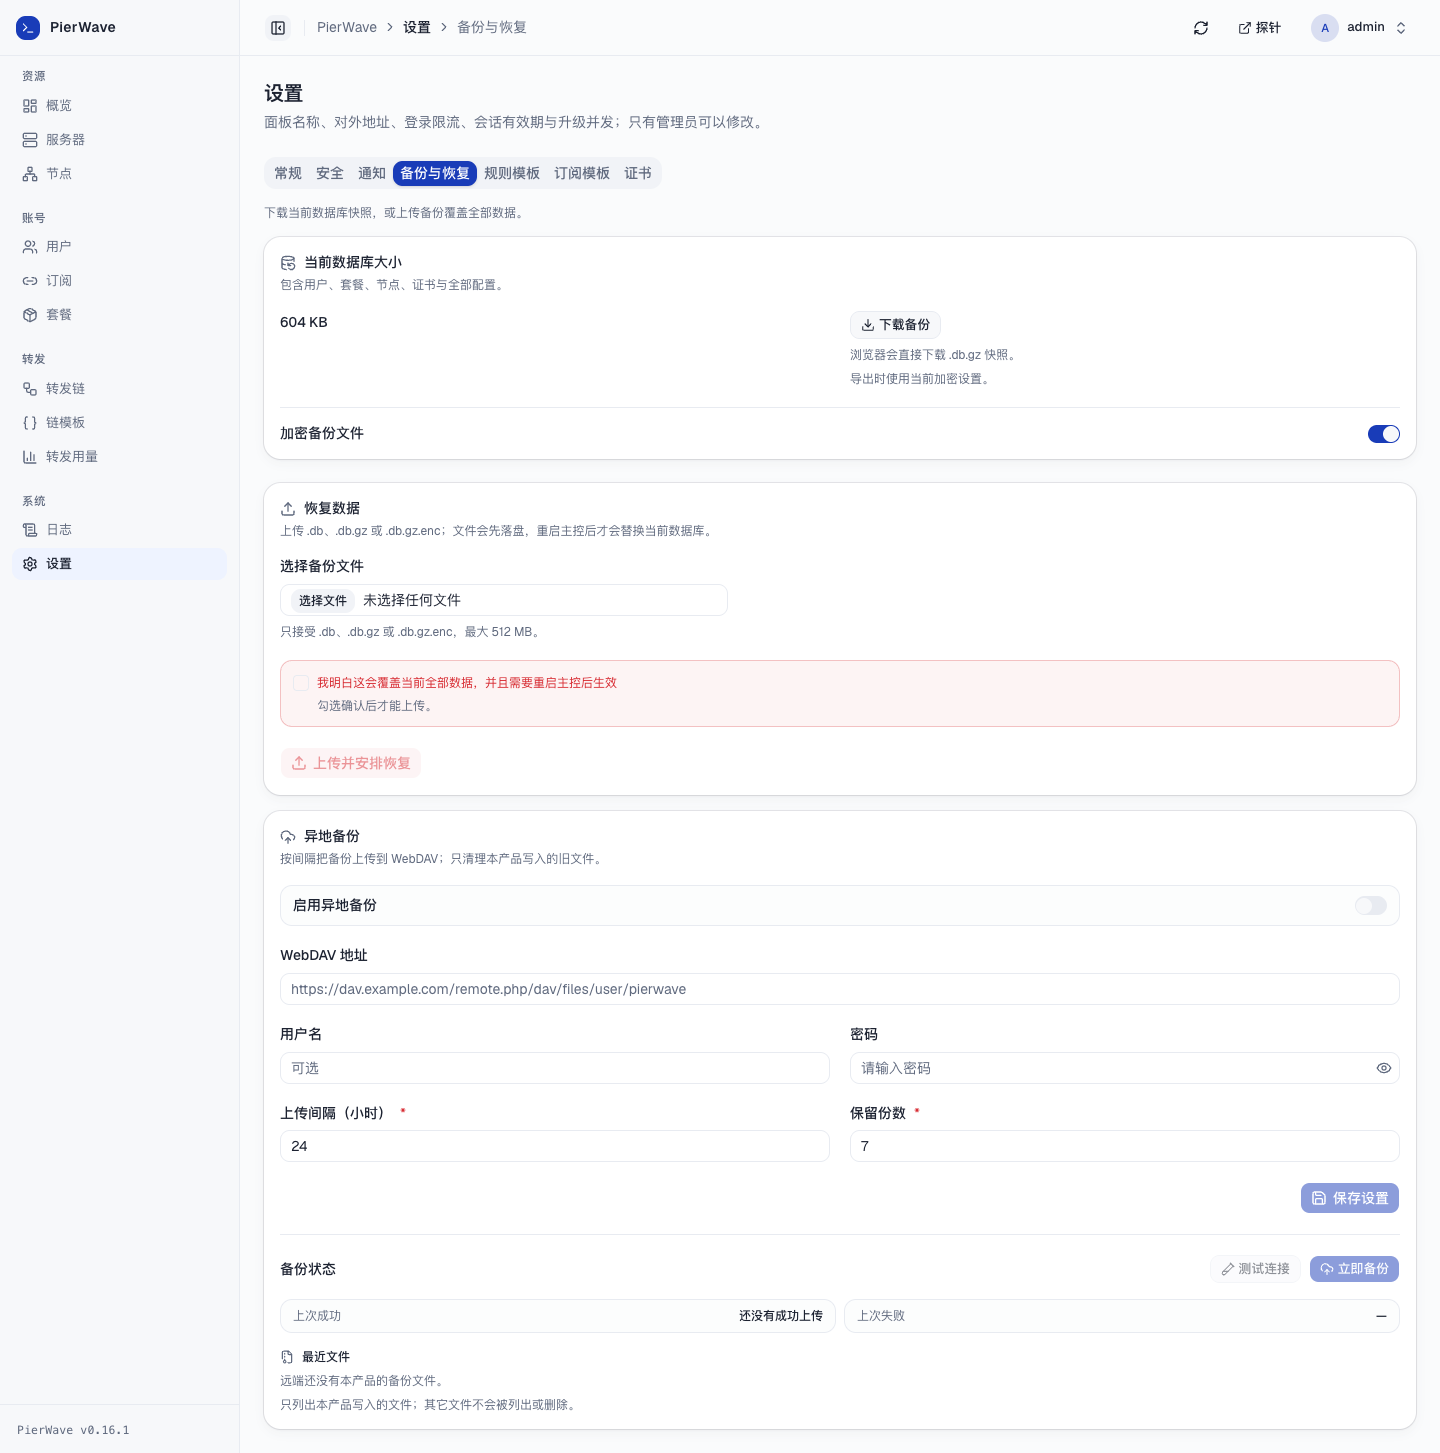 PierWave
PierWave
设置
备份与恢复
探针
A
admin
资源
概览
服务器
节点
账号
用户
订阅
套餐
转发
转发链
链模板
转发用量
系统
日志
设置
PierWave v0.16.1
设置
面板名称、对外地址、登录限流、会话有效期与升级并发；只有管理员可以修改。
常规
安全
通知
备份与恢复
规则模板
订阅模板
证书
下载当前数据库快照，或上传备份覆盖全部数据。
当前数据库大小
包含用户、套餐、节点、证书与全部配置。
604 KB
下载备份
浏览器会直接下载 .db.gz 快照。
导出时使用当前加密设置。
加密备份文件
恢复数据
上传 .db、.db.gz 或 .db.gz.enc；文件会先落盘，重启主控后才会替换当前数据库。
选择备份文件
选择文件 未选择任何文件
只接受 .db、.db.gz 或 .db.gz.enc，最大 512 MB。
我明白这会覆盖当前全部数据，并且需要重启主控后生效
勾选确认后才能上传。
上传并安排恢复
异地备份
按间隔把备份上传到 WebDAV；只清理本产品写入的旧文件。
启用异地备份
WebDAV 地址
https://dav.example.com/remote.php/dav/files/user/pierwave
用户名
可选
密码
请输入密码
上传间隔（小时） *
24
保留份数 *
7
保存设置
备份状态
测试连接
立即备份
上次成功
还没有成功上传
上次失败
—
最近文件
远端还没有本产品的备份文件。
只列出本产品写入的文件；其它文件不会被列出或删除。